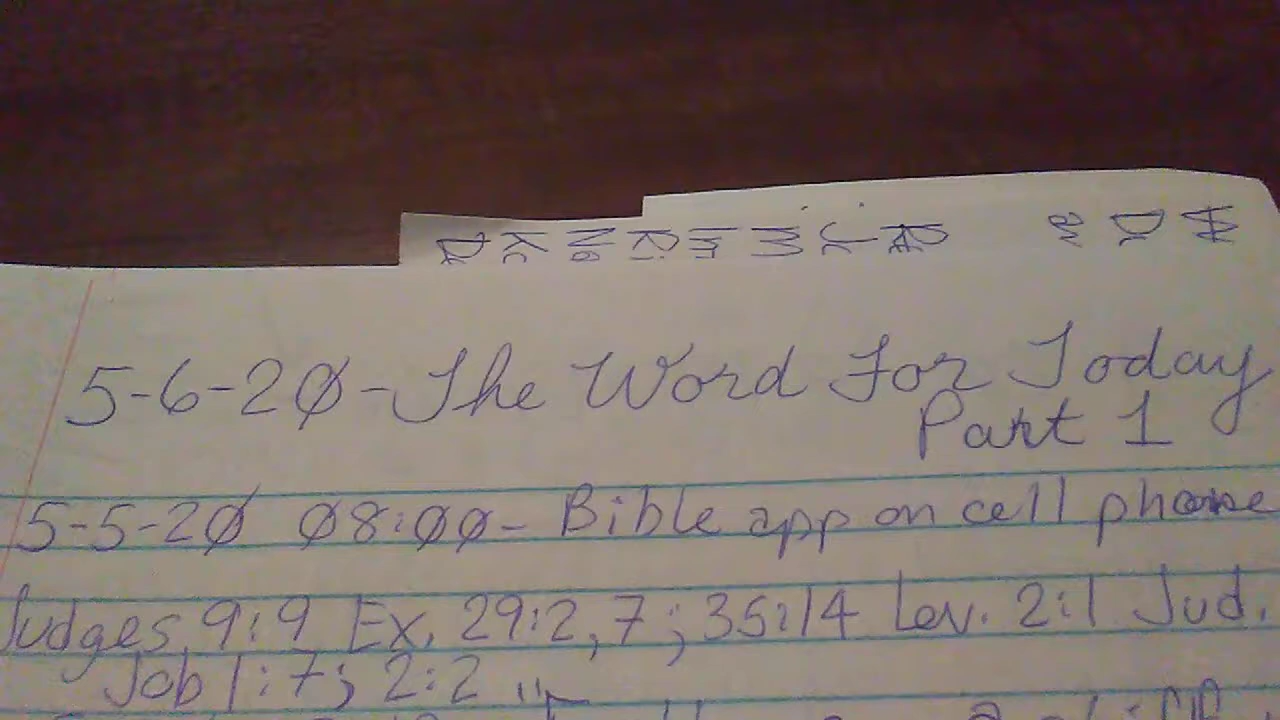 5-6-2Ø-The Word For Today
Part 1
5-5-2Ø Ø8:ØØ- Bible app on cell phone
Judges 9:9 Ex. 29:2,7; 35:14 Lev. 2:1 Jud.
Job 1:7; 2:2